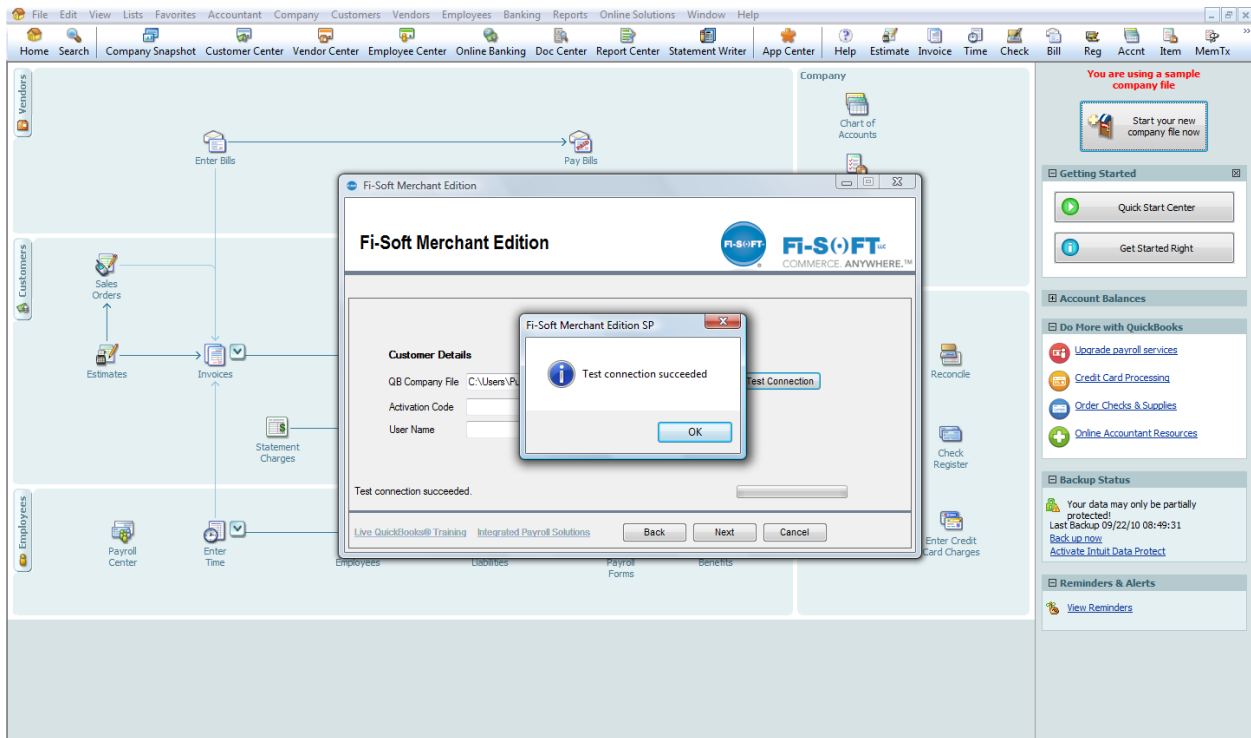 File Edit View Lists Favorites Accountant Company Customers Vendors Employees Banking Reports Online Solutions Window Help
Home Search Company Snapshot Customer Center Vendor Center Employee Center Online Banking Doc Center Report Center Statement Writer App Center Help Estimate Invoice Time Check Bill Reg Accnt Item MemTx
Vendors
Enter Bills
Pay Bills
Customers
Sales
Orders
Estimates
Invoices
Statement
Charges
Employees
Payroll
Center
Enter
Time
Employees
Liabilities
Payroll
Forms
Benefits
Company
Chart of
Accounts
Reconcile
Check
Register
Enter Credit
Card Charges
Fi-Soft Merchant Edition
Fi-Soft Merchant Edition
Fi-SOFT
Fi-SOFT LLC
COMMERCE. ANYWHERE.™
Customer Details
QB Company File C:\Users\Pu
Test Connection
Activation Code
User Name
Test connection succeeded.
Live QuickBooks® Training Integrated Payroll Solutions Back Next Cancel
Fi-Soft Merchant Edition SP
Test connection succeeded
OK
You are using a sample
company file
Start your new
company file now
Getting Started
Quick Start Center
Get Started Right
Account Balances
Do More with QuickBooks
Upgrade payroll services
Credit Card Processing
Order Checks & Supplies
Online Accountant Resources
Backup Status
Your data may only be partially
protected!
Last Backup 09/22/10 08:49:31
Back up now
Activate Intuit Data Protect
Reminders & Alerts
View Reminders